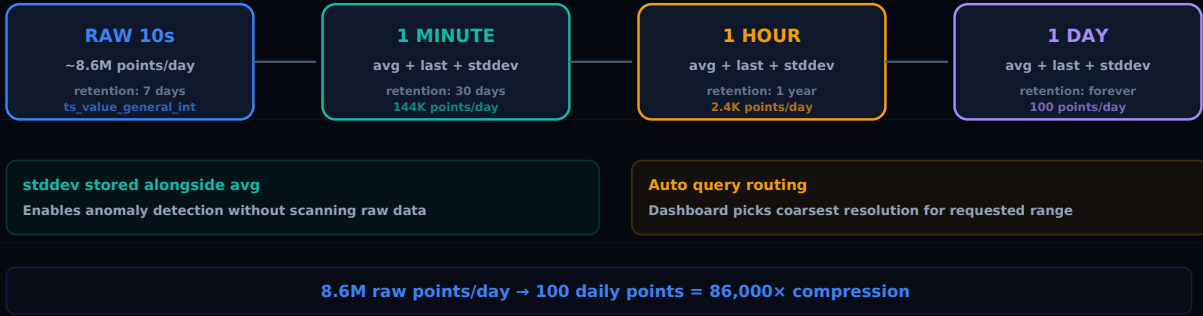 RAW 10s
~8.6M points/day
retention: 7 days
ts_value_general_int
1 MINUTE
avg + last + stddev
retention: 30 days
144K points/day
1 HOUR
avg + last + stddev
retention: 1 year
2.4K points/day
1 DAY
avg + last + stddev
retention: forever
100 points/day
stddev stored alongside avg
Enables anomaly detection without scanning raw data
Auto query routing
Dashboard picks coarsest resolution for requested range
8.6M raw points/day → 100 daily points = 86,000× compression